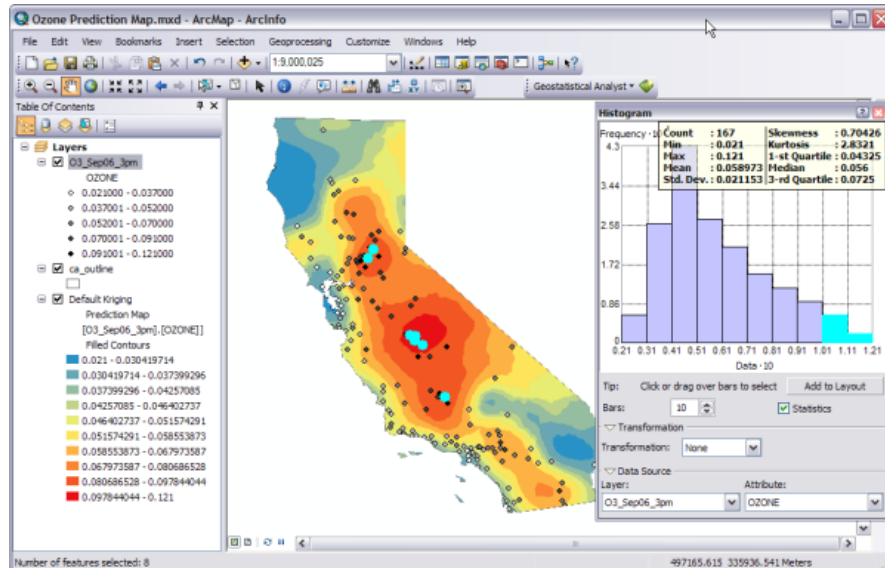 Ozone Prediction Map.mxd - ArcMap - ArcInfo
File Edit View Bookmarks Insert Selection Geoprocessing Customize Windows Help
1:9,000,025
Geostatistical Analyst
Table Of Contents
Layers
O3_Sep06_3pm
OZONE
0.021000 - 0.037000
0.037001 - 0.052000
0.052001 - 0.070000
0.070001 - 0.091000
0.091001 - 0.121000
ca_outline
Default Kriging
Prediction Map
[O3_Sep06_3pm].[OZONE]]
Filled Contours
0.021 - 0.030419714
0.030419714 - 0.037399296
0.037399296 - 0.04257085
0.04257085 - 0.046402737
0.046402737 - 0.051574291
0.051574291 - 0.058553873
0.058553873 - 0.067973587
0.067973587 - 0.080686528
0.080686528 - 0.097844044
0.097844044 - 0.121
Histogram
Frequency · 10
Count : 167 Skewness : 0.70426
Min : 0.021 Kurtosis : 2.8321
Max : 0.121 1-st Quartile : 0.04325
Mean : 0.058973 Median : 0.056
Std. Dev. : 0.021153 3-rd Quartile : 0.0725
4.3
3.44
2.58
1.72
0.86
0.21 0.31 0.41 0.51 0.61 0.71 0.81 0.91 1.01 1.11 1.21
Data · 10
Tip: Click or drag over bars to select Add to Layout
Bars: 10 Statistics
Transformation
Transformation: None
Data Source
Layer: Attribute:
O3_Sep06_3pm OZONE
Number of features selected: 8
497165.615 335936.541 Meters